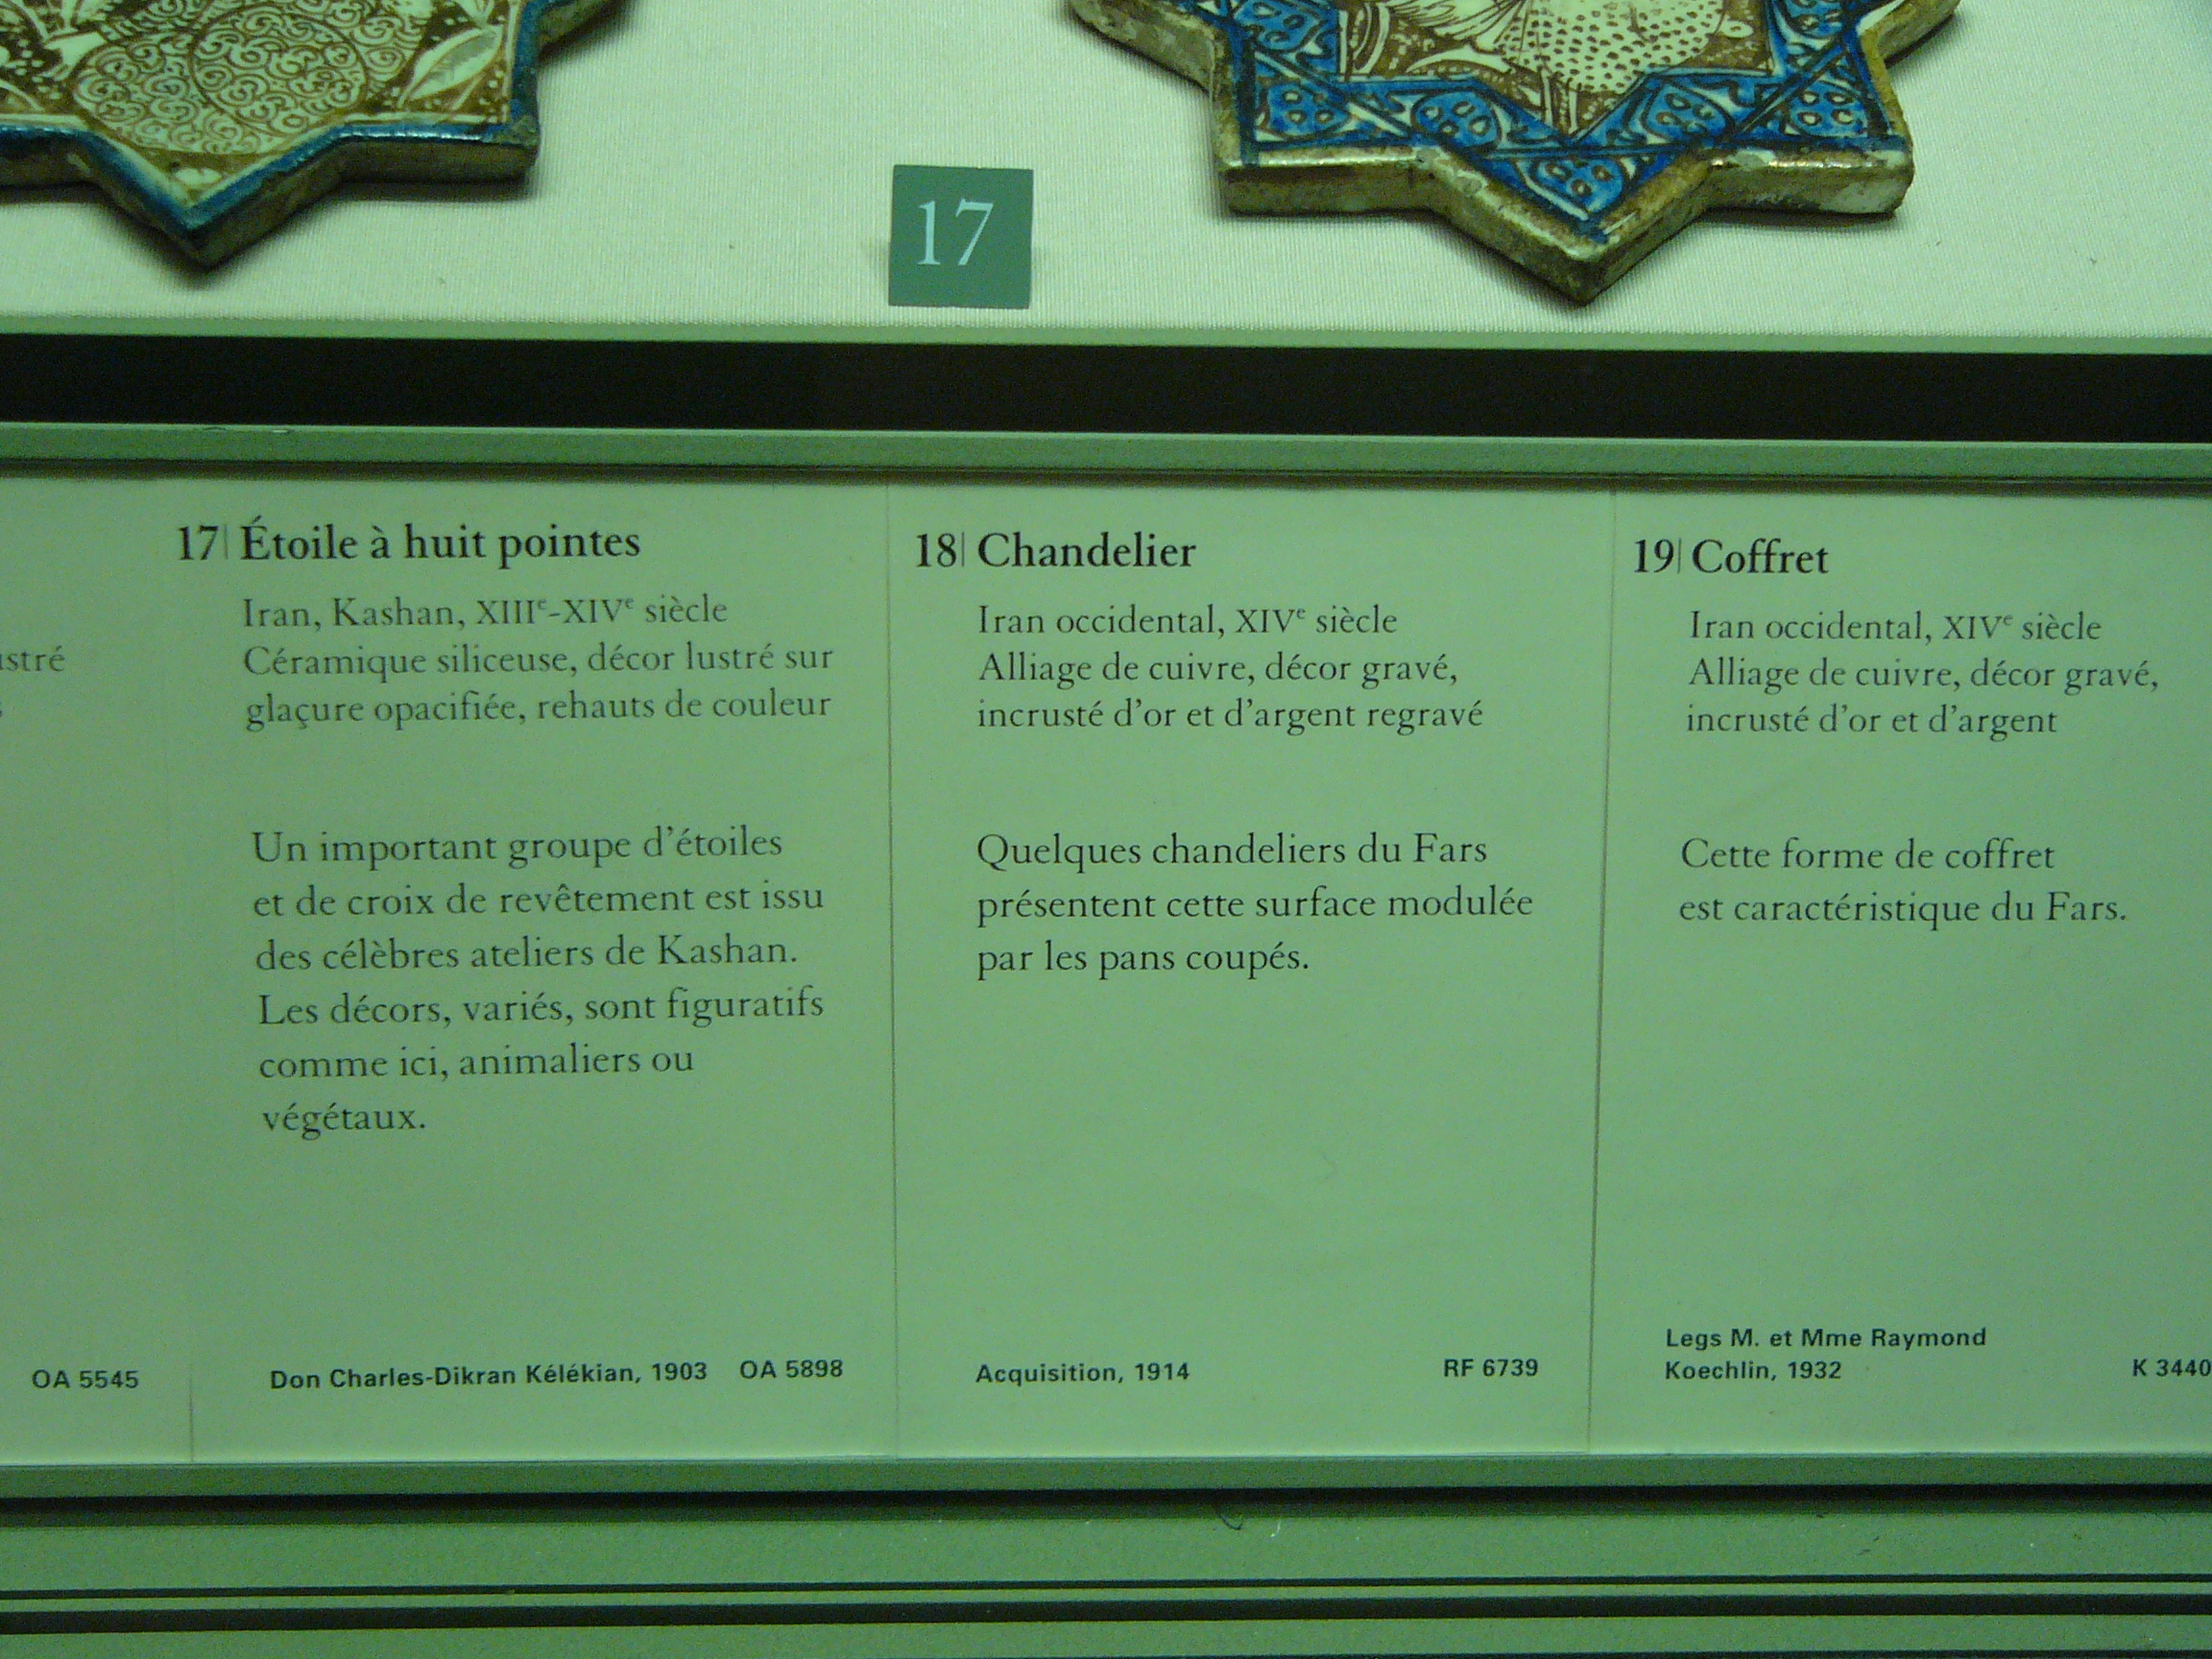 17
ustré
s
OA 5545
17 Étoile à huit pointes
Iran, Kashan, XIIIe-XIVe siècle
Céramique siliceuse, décor lustré sur
glaçure opacifiée, rehauts de couleur
Un important groupe d'étoiles
et de croix de revêtement est issu
des célèbres ateliers de Kashan.
Les décors, variés, sont figuratifs
comme ici, animaliers ou
végétaux.
Don Charles-Dikran Kélékian, 1903 OA 5898
18 Chandelier
Iran occidental, XIVe siècle
Alliage de cuivre, décor gravé,
incrusté d'or et d'argent regravé
Quelques chandeliers du Fars
présentent cette surface modulée
par les pans coupés.
Acquisition, 1914 RF 6739
19 Coffret
Iran occidental, XIVe siècle
Alliage de cuivre, décor gravé,
incrusté d'or et d'argent
Cette forme de coffret
est caractéristique du Fars.
Legs M. et Mme Raymond
Koechlin, 1932 K 3440